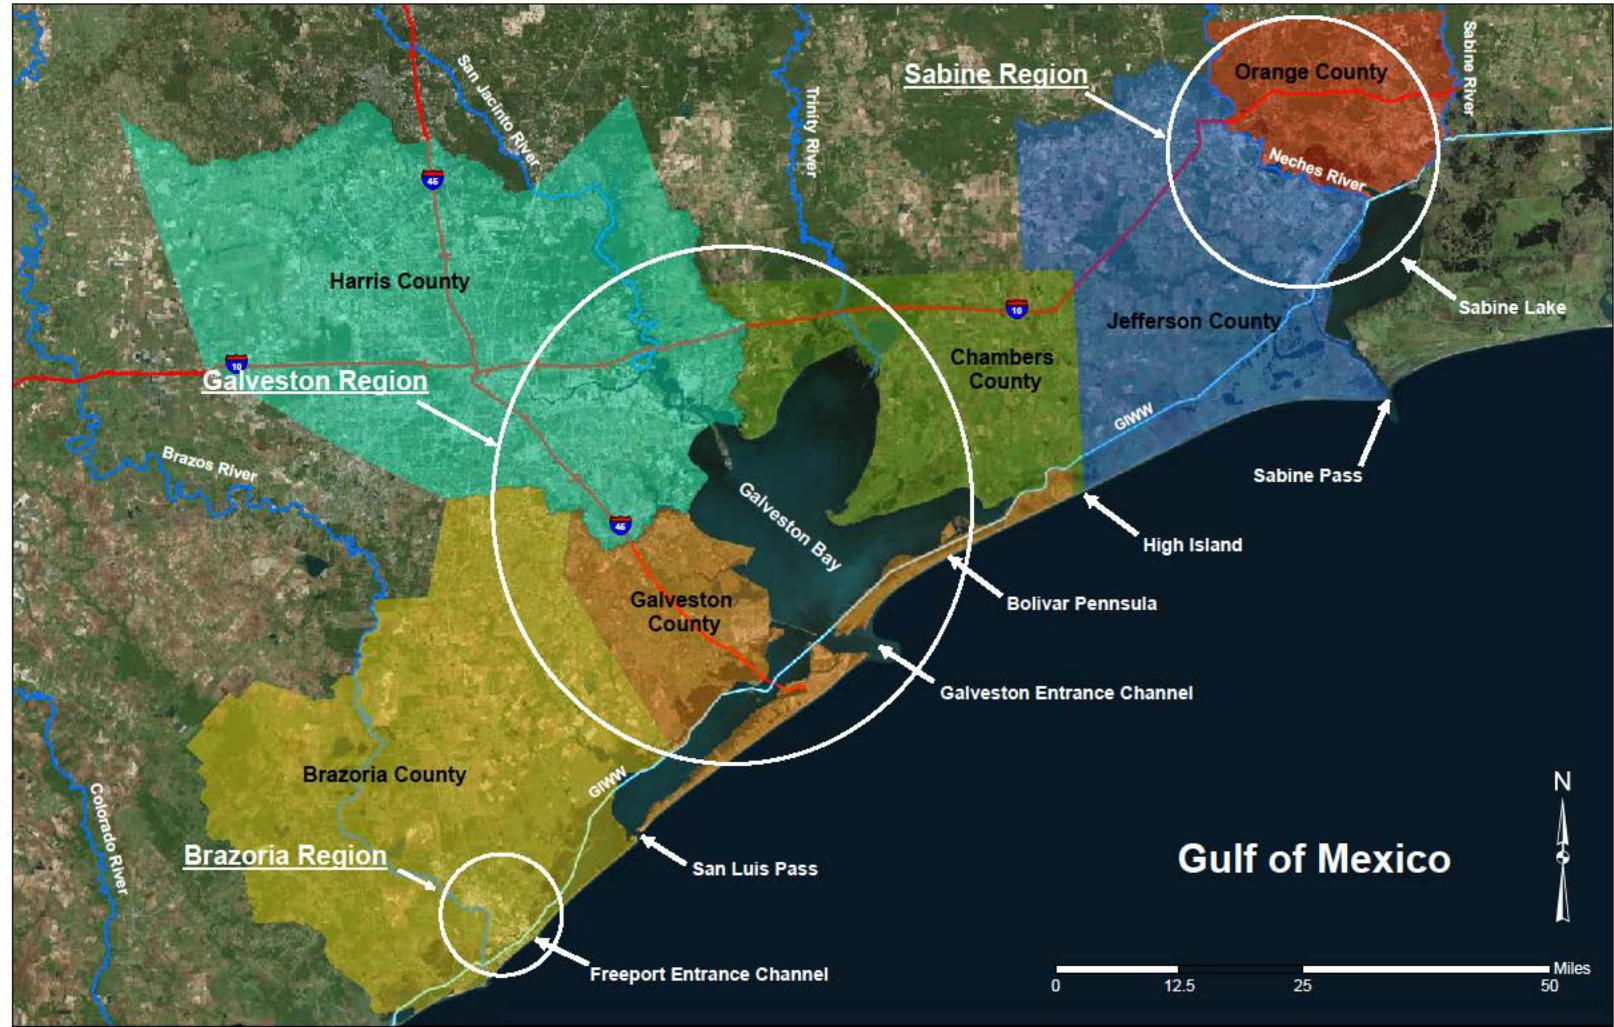 Sabine Region
Orange County
Sabine River
San Jacinto River
Trinity River
Neches River
45
Harris County
10
Sabine Lake
Jefferson County
Chambers
County
10
Galveston Region
GIWW
Brazos River
Sabine Pass
Galveston Bay
45
High Island
Galveston
County
Bolivar Pennsula
Galveston Entrance Channel
Brazoria County
GIWW
N
Colorado River
Brazoria Region
San Luis Pass
Gulf of Mexico
Freeport Entrance Channel
Miles
0 12.5 25 50